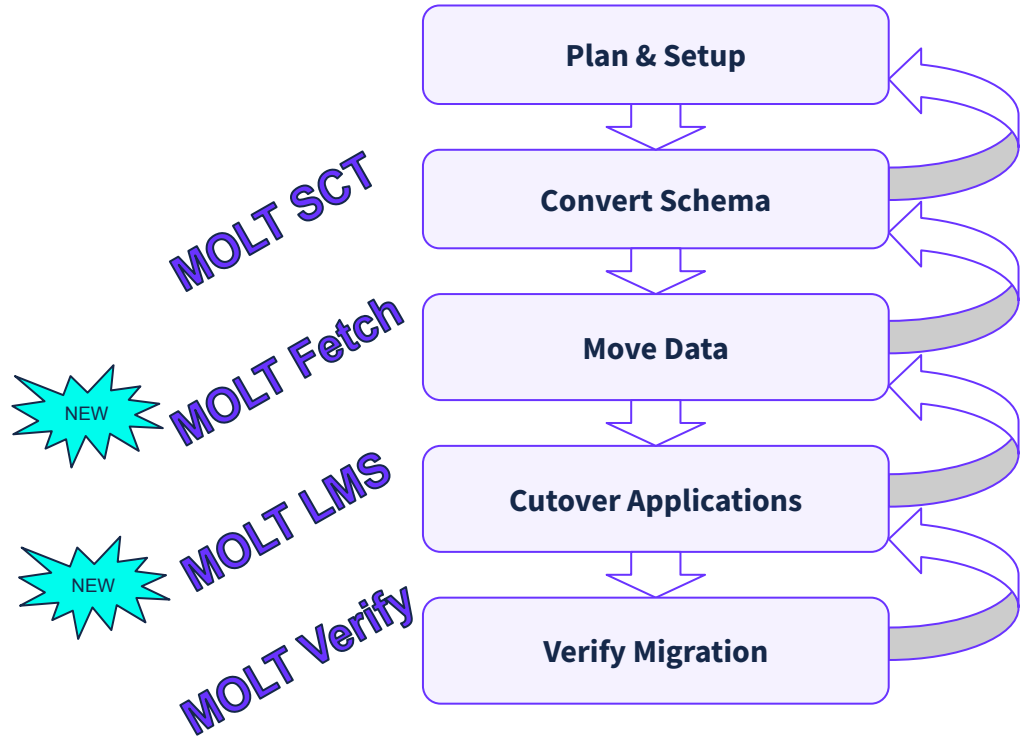 Plan & Setup
MOLT SCT
Convert Schema
MOLT Fetch
Move Data
NEW
MOLT LMS
Cutover Applications
NEW
MOLT Verify
Verify Migration